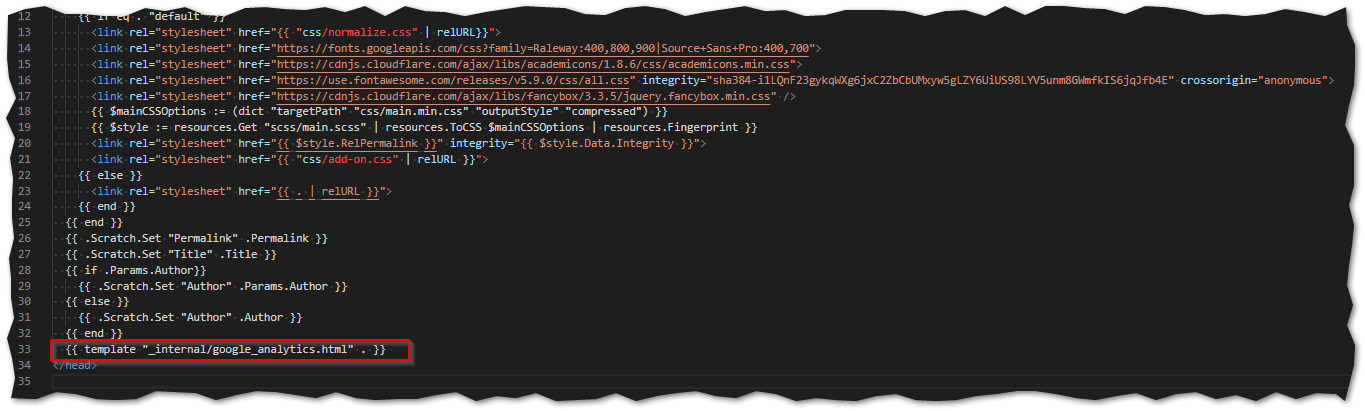 12 {{ if eq . "default" }}
13 <link rel="stylesheet" href="{{ "css/normalize.css" | relURL}}">
14 <link rel="stylesheet" href="https://fonts.googleapis.com/css?family=Raleway:400,800,900|Source+Sans+Pro:400,700">
15 <link rel="stylesheet" href="https://cdnjs.cloudflare.com/ajax/libs/academicons/1.8.6/css/academicons.min.css">
16 <link rel="stylesheet" href="https://use.fontawesome.com/releases/v5.9.0/css/all.css" integrity="sha384-i1LQnF23gykqWXg6jxC2ZbCbUMxyw5gLZY6UiUS98LYV5unm8GWmfkIS6jqJfb4E" crossorigin="anonymous">
17 <link rel="stylesheet" href="https://cdnjs.cloudflare.com/ajax/libs/fancybox/3.3.5/jquery.fancybox.min.css" />
18 {{ $mainCSSOptions := (dict "targetPath" "css/main.min.css" "outputStyle" "compressed") }}
19 {{ $style := resources.Get "scss/main.scss" | resources.ToCSS $mainCSSOptions | resources.Fingerprint }}
20 <link rel="stylesheet" href="{{ $style.RelPermalink }}" integrity="{{ $style.Data.Integrity }}">
21 <link rel="stylesheet" href="{{ "css/add-on.css" | relURL }}">
22 {{ else }}
23 <link rel="stylesheet" href="{{ . | relURL }}">
24 {{ end }}
25 {{ end }}
26 {{ .Scratch.Set "Permalink" .Permalink }}
27 {{ .Scratch.Set "Title" .Title }}
28 {{ if .Params.Author}}
29 {{ .Scratch.Set "Author" .Params.Author }}
30 {{ else }}
31 {{ .Scratch.Set "Author" .Author }}
32 {{ end }}
33 {{ template "_internal/google_analytics.html" . }}
34 </head>
35